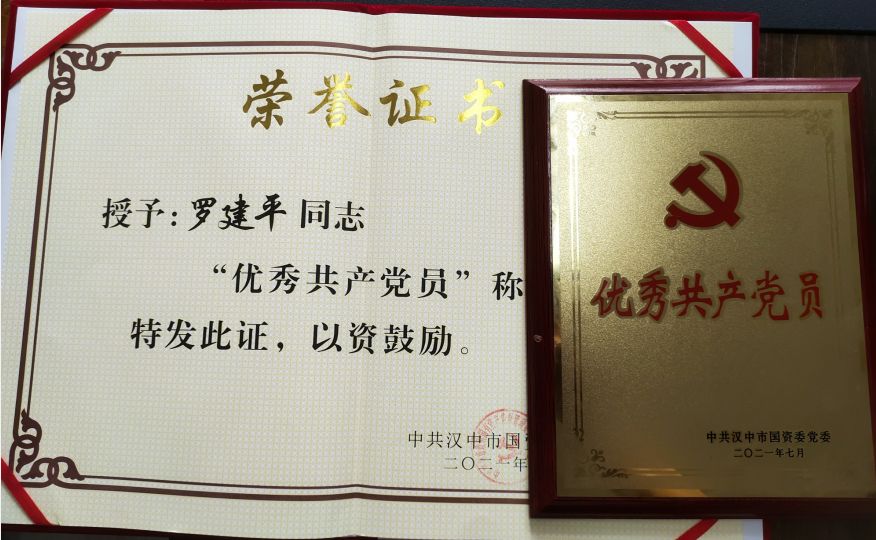 荣誉证书
授予:罗建平同志
“优秀共产党员”称
特发此证，以资鼓励。
中共汉中市国资
二〇二一年
优秀共产党员
中共汉中市国资委党委
二〇二一年七月